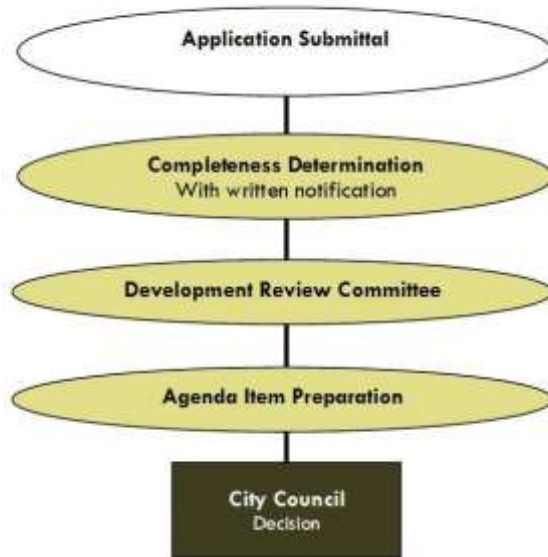 Application Submittal
Completeness Determination
With written notification
Development Review Committee
Agenda Item Preparation
City Council
Decision